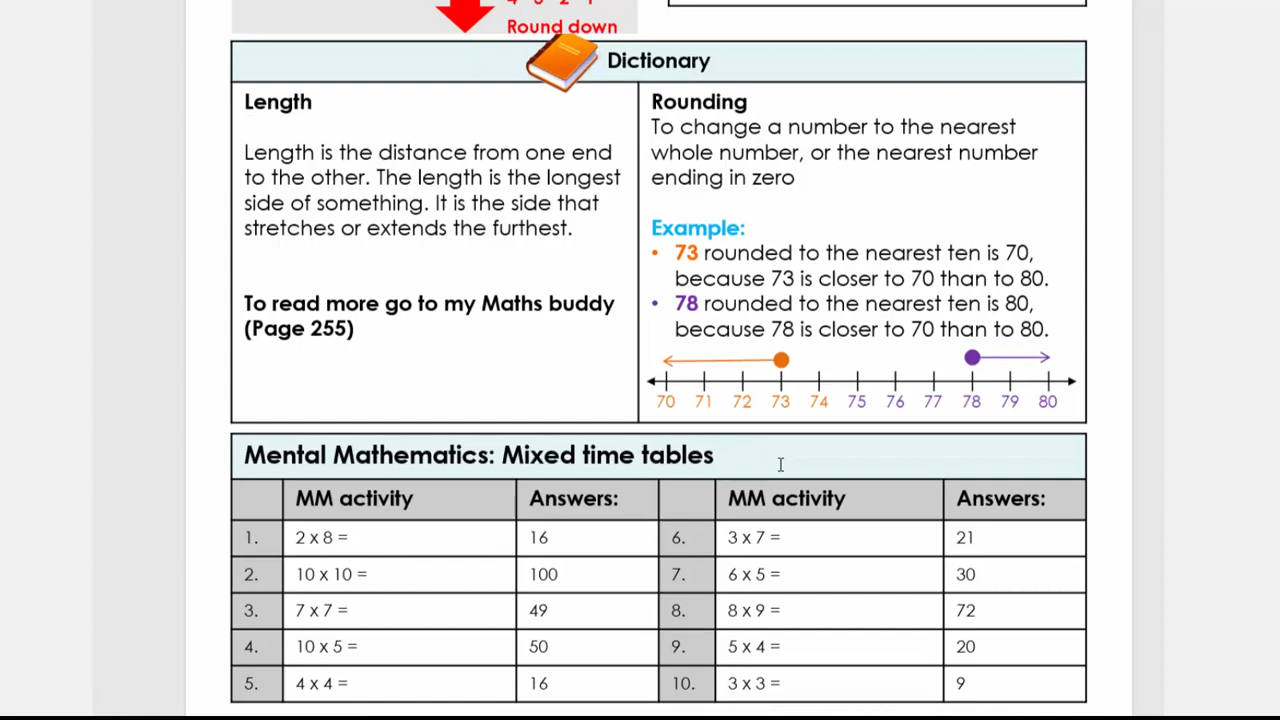 Round down
Dictionary
Length
Length is the distance from one end
to the other. The length is the longest
side of something. It is the side that
stretches or extends the furthest.
To read more go to my Maths buddy
(Page 255)
Rounding
To change a number to the nearest
whole number, or the nearest number
ending in zero
Example:
• 73 rounded to the nearest ten is 70,
because 73 is closer to 70 than to 80.
• 78 rounded to the nearest ten is 80,
because 78 is closer to 70 than to 80.
70 71 72 73 74 75 76 77 78 79 80
Mental Mathematics: Mixed time tables
MM activity Answers: MM activity Answers:
1. 2 x 8 = 16 6. 3 x 7 = 21
2. 10 x 10 = 100 7. 6 x 5 = 30
3. 7 x 7 = 49 8. 8 x 9 = 72
4. 10 x 5 = 50 9. 5 x 4 = 20
5. 4 x 4 = 16 10. 3 x 3 = 9